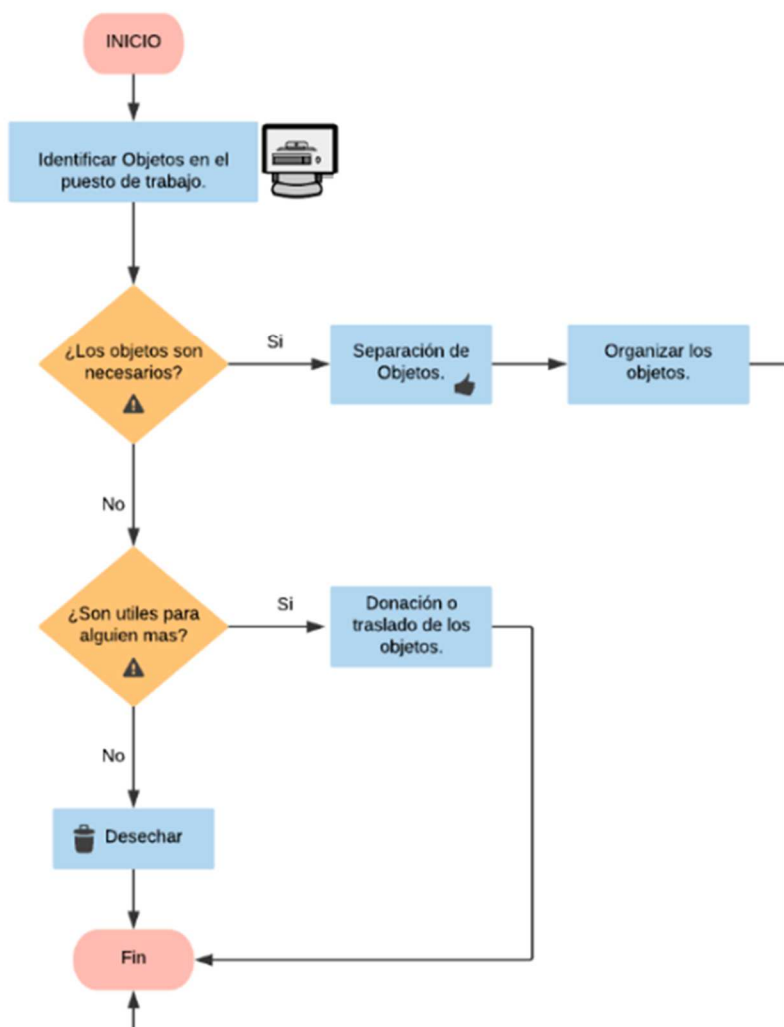 INICIO
Identificar Objetos en el
puesto de trabajo.
¿Los objetos son
necesarios?
Si
Separación de
Objetos.
Organizar los
objetos.
No
¿Son utiles para
alguien mas?
Si
Donación o
traslado de los
objetos.
No
Desechar
Fin